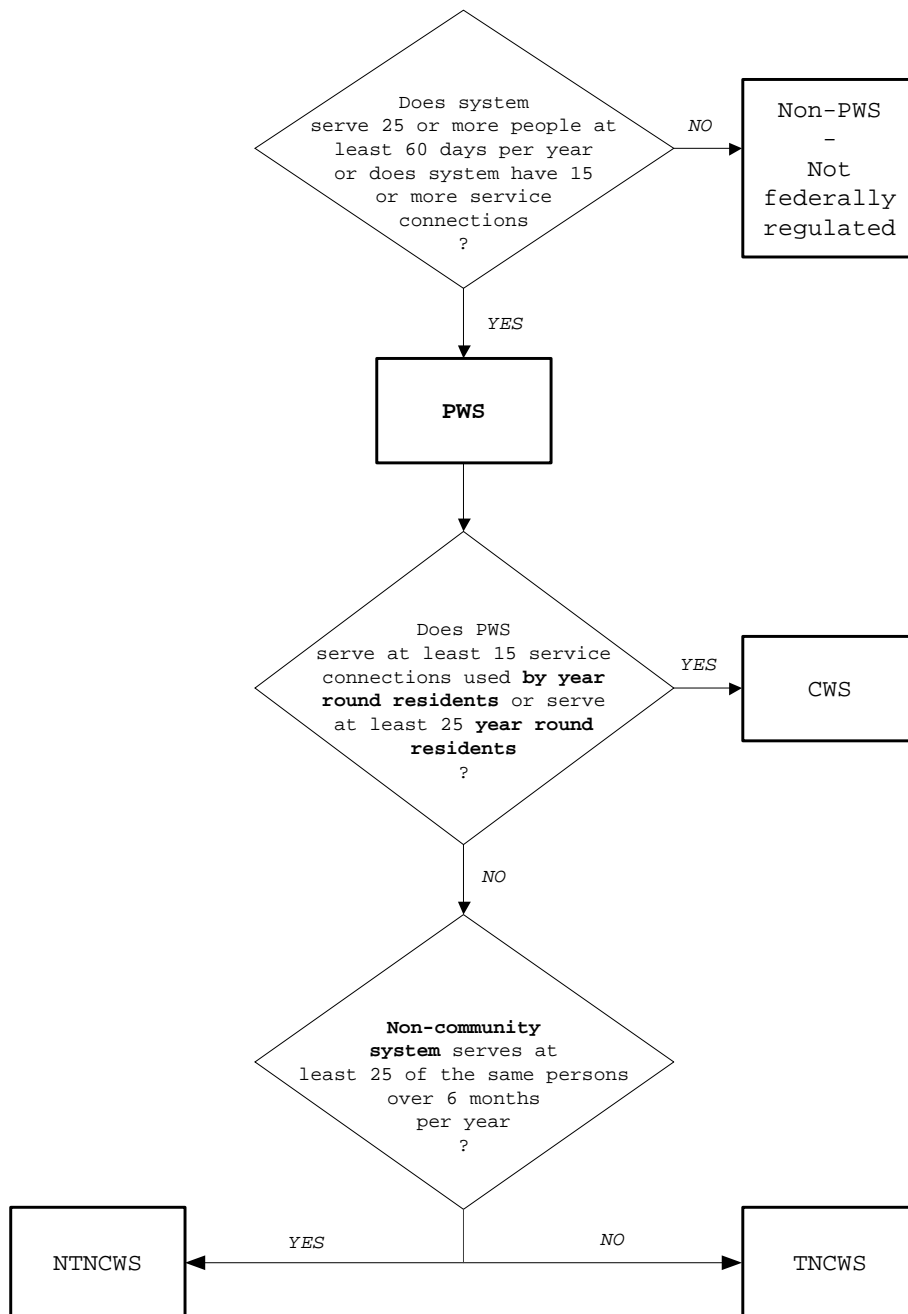 Does system
serve 25 or more people at
least 60 days per year
or does system have 15
or more service
connections
?
NO
Non-PWS
-
Not
federally
regulated
YES
PWS
Does PWS
serve at least 15 service
connections used by year
round residents or serve
at least 25 year round
residents
?
YES
CWS
NO
Non-community
system serves at
least 25 of the same persons
over 6 months
per year
?
NTNCWS
YES
NO
TNCWS